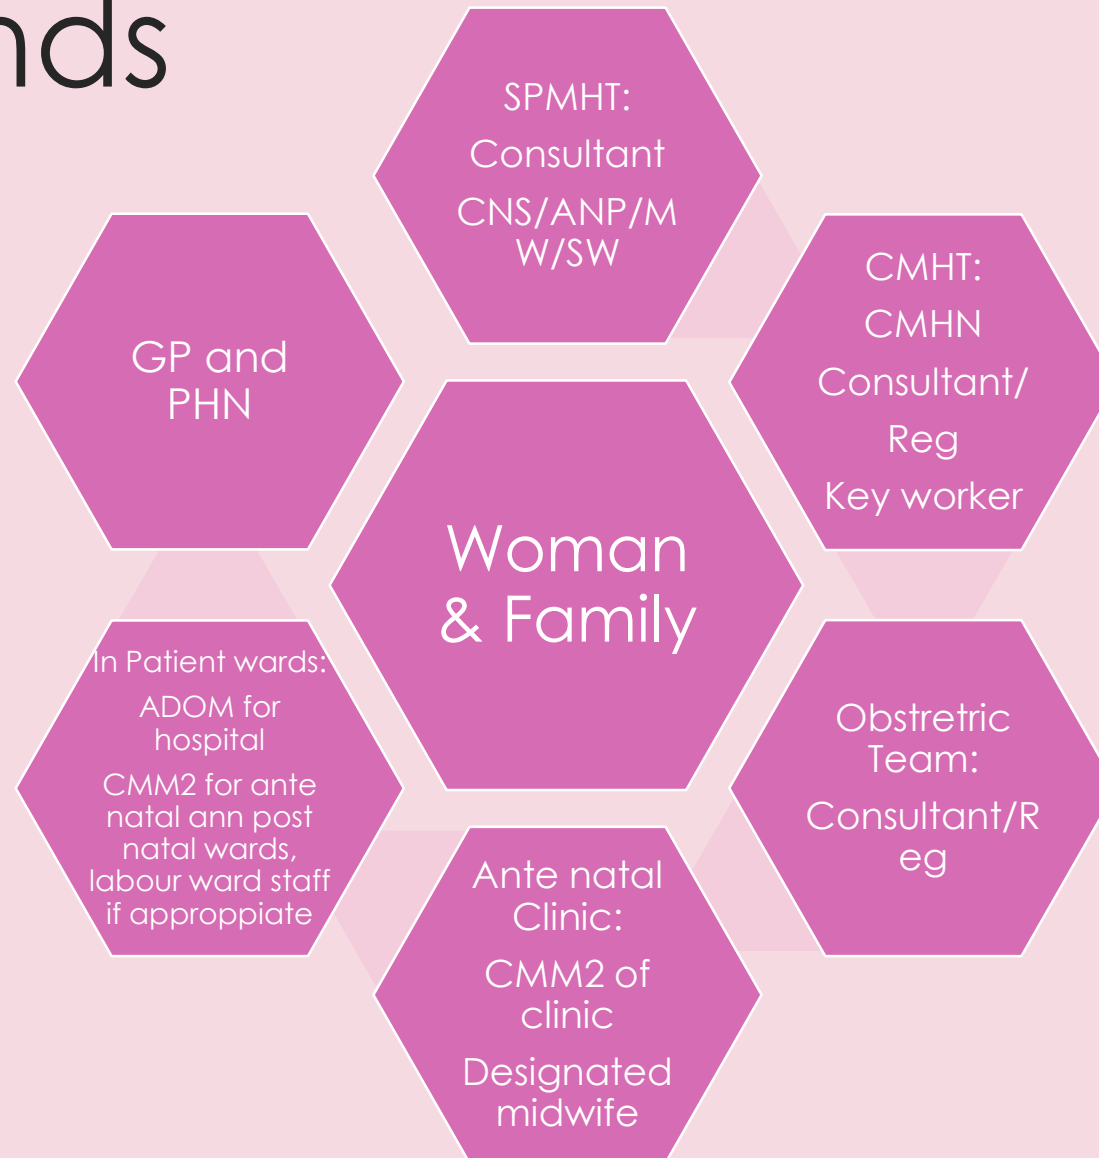 nds
SPMHT:
Consultant
CNS/ANP/M
W/SW
CMHT:
CMHN
Consultant/
Reg
Key worker
GP and
PHN
Woman
& Family
In Patient wards:
ADOM for
hospital
CMM2 for ante
natal ann post
natal wards,
labour ward staff
if approppiate
Obstretric
Team:
Consultant/R
eg
Ante natal
Clinic:
CMM2 of
clinic
Designated
midwife